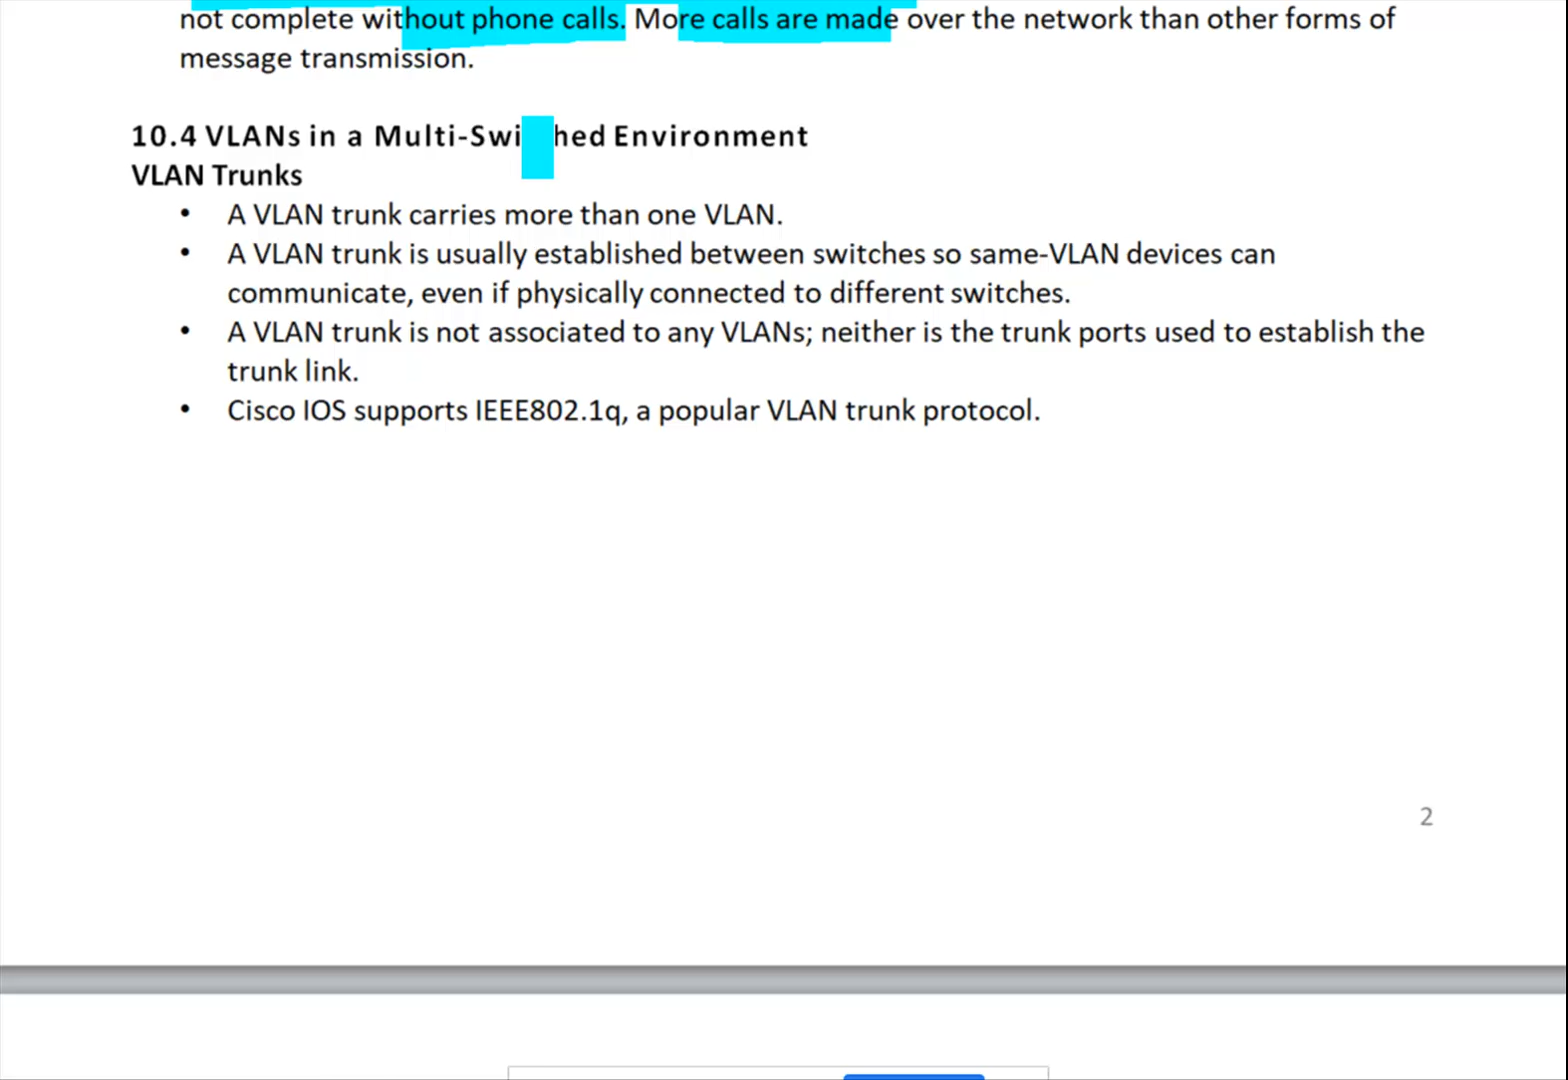 not complete without phone calls. More calls are made over the network than other forms of
message transmission.
10.4 VLANs in a Multi-Swi hed Environment
VLAN Trunks
• A VLAN trunk carries more than one VLAN.
• A VLAN trunk is usually established between switches so same-VLAN devices can
communicate, even if physically connected to different switches.
• A VLAN trunk is not associated to any VLANs; neither is the trunk ports used to establish the
trunk link.
• Cisco IOS supports IEEE802.1q, a popular VLAN trunk protocol.
2